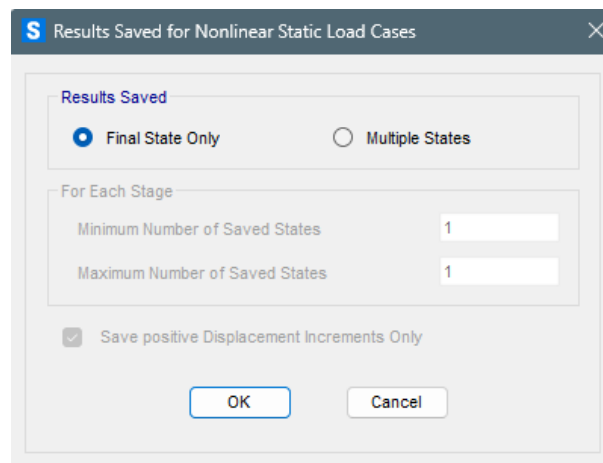 S Results Saved for Nonlinear Static Load Cases
Results Saved
Final State Only Multiple States
For Each Stage
Minimum Number of Saved States 1
Maximum Number of Saved States 1
Save positive Displacement Increments Only
OK Cancel